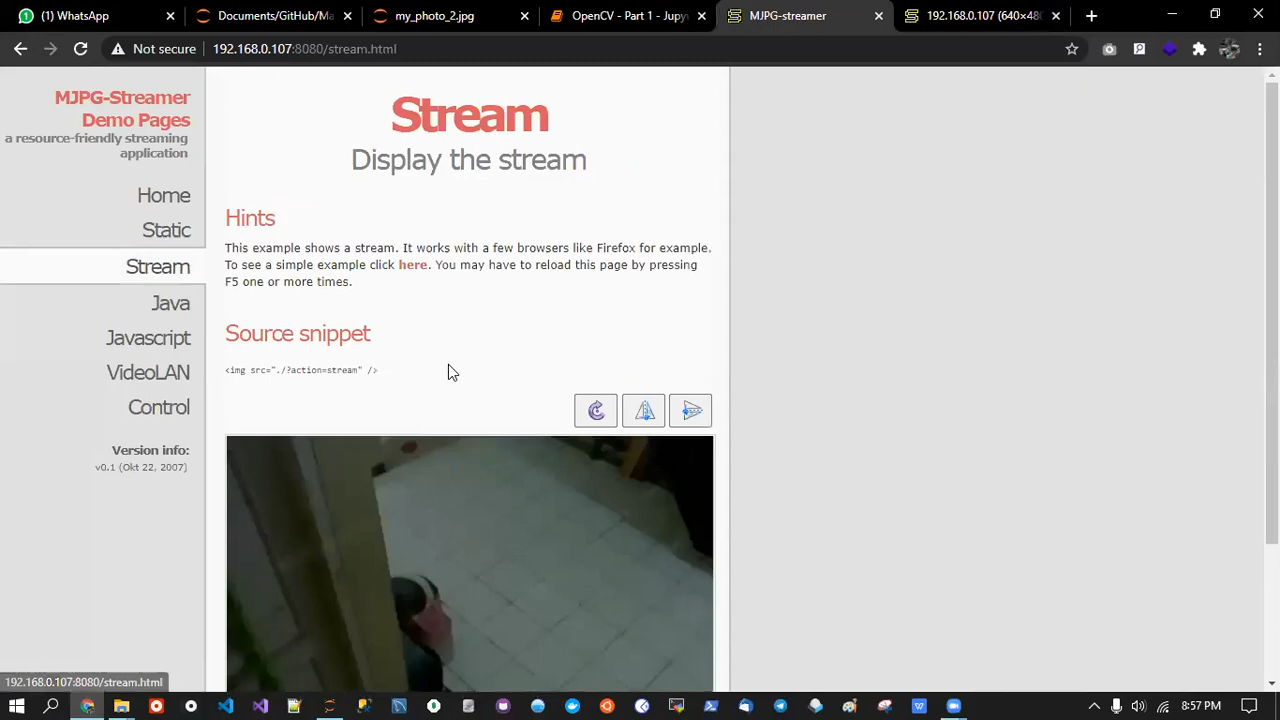 WhatsApp
Documents/GitHub/Ma
my_photo_2.jpg
OpenCV - Part 1 - Jupyt
MJPG-streamer
192.168.0.107 (640×480
Not secure
192.168.0.107:8080/stream.html
MJPG-Streamer
Demo Pages
a resource-friendly streaming
application
Home
Static
Stream
Java
Javascript
VideoLAN
Control
Version info:
v0.1 (Okt 22, 2007)
Stream
Display the stream
Hints
This example shows a stream. It works with a few browsers like Firefox for example.
To see a simple example click here. You may have to reload this page by pressing
F5 one or more times.
Source snippet
<img src="./?action=stream" />
192.168.0.107:8080/stream.html
8:57 PM